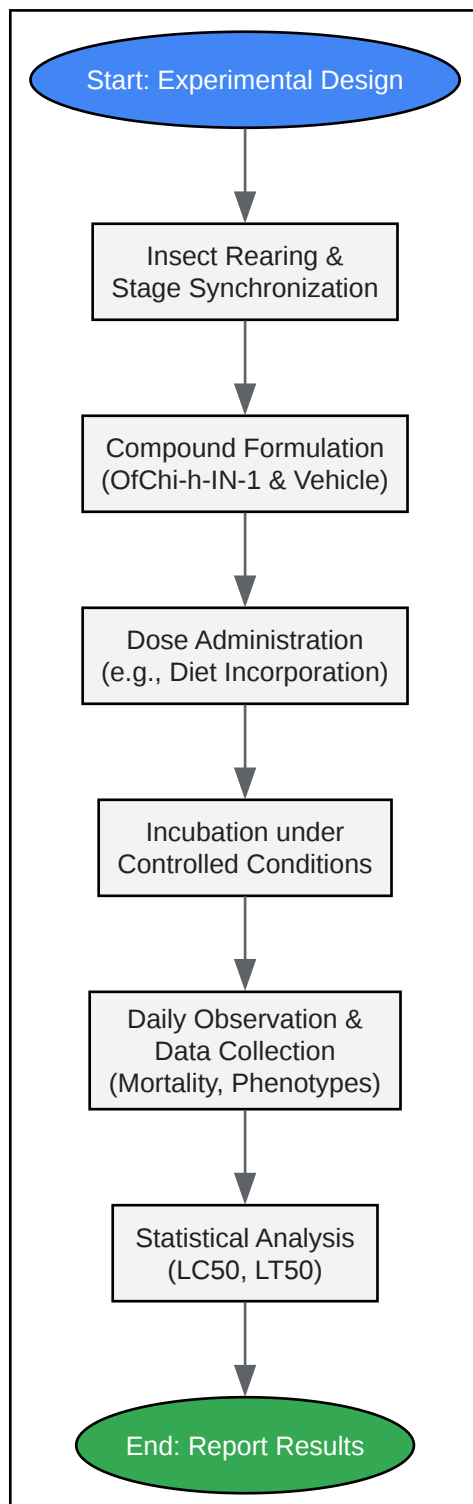 Start: Experimental Design
Insect Rearing &
Stage Synchronization
Compound Formulation
(OfChi-h-IN-1 & Vehicle)
Dose Administration
(e.g., Diet Incorporation)
Incubation under
Controlled Conditions
Daily Observation &
Data Collection
(Mortality, Phenotypes)
Statistical Analysis
(LC50, LT50)
End: Report Results